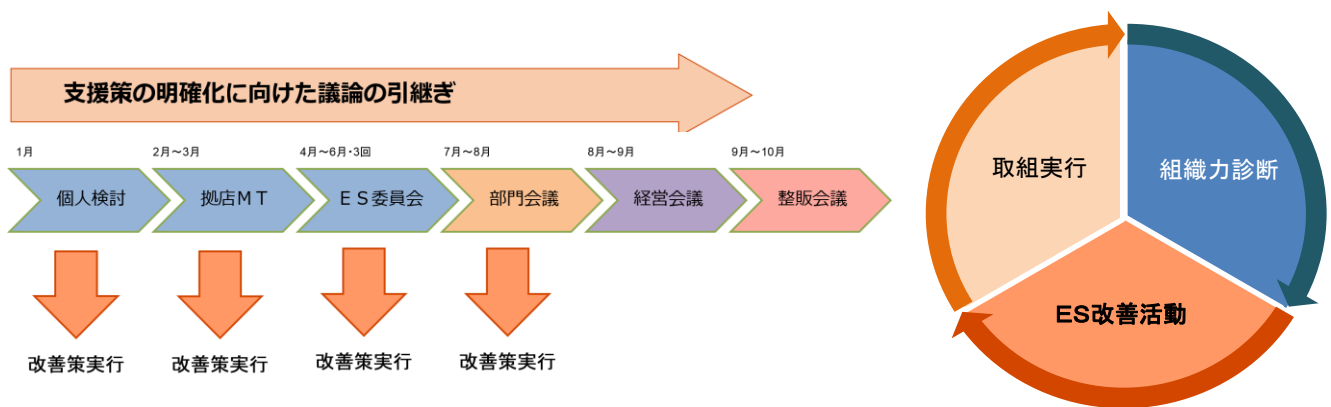 支援策の明確化に向けた議論の引継ぎ
1月
2月～3月
4月～6月・3回
7月～8月
8月～9月
9月～10月
個人検討
拠店ＭＴ
ＥＳ委員会
部門会議
経営会議
整販会議
改善策実行
改善策実行
改善策実行
改善策実行
取組実行
組織力診断
ES改善活動